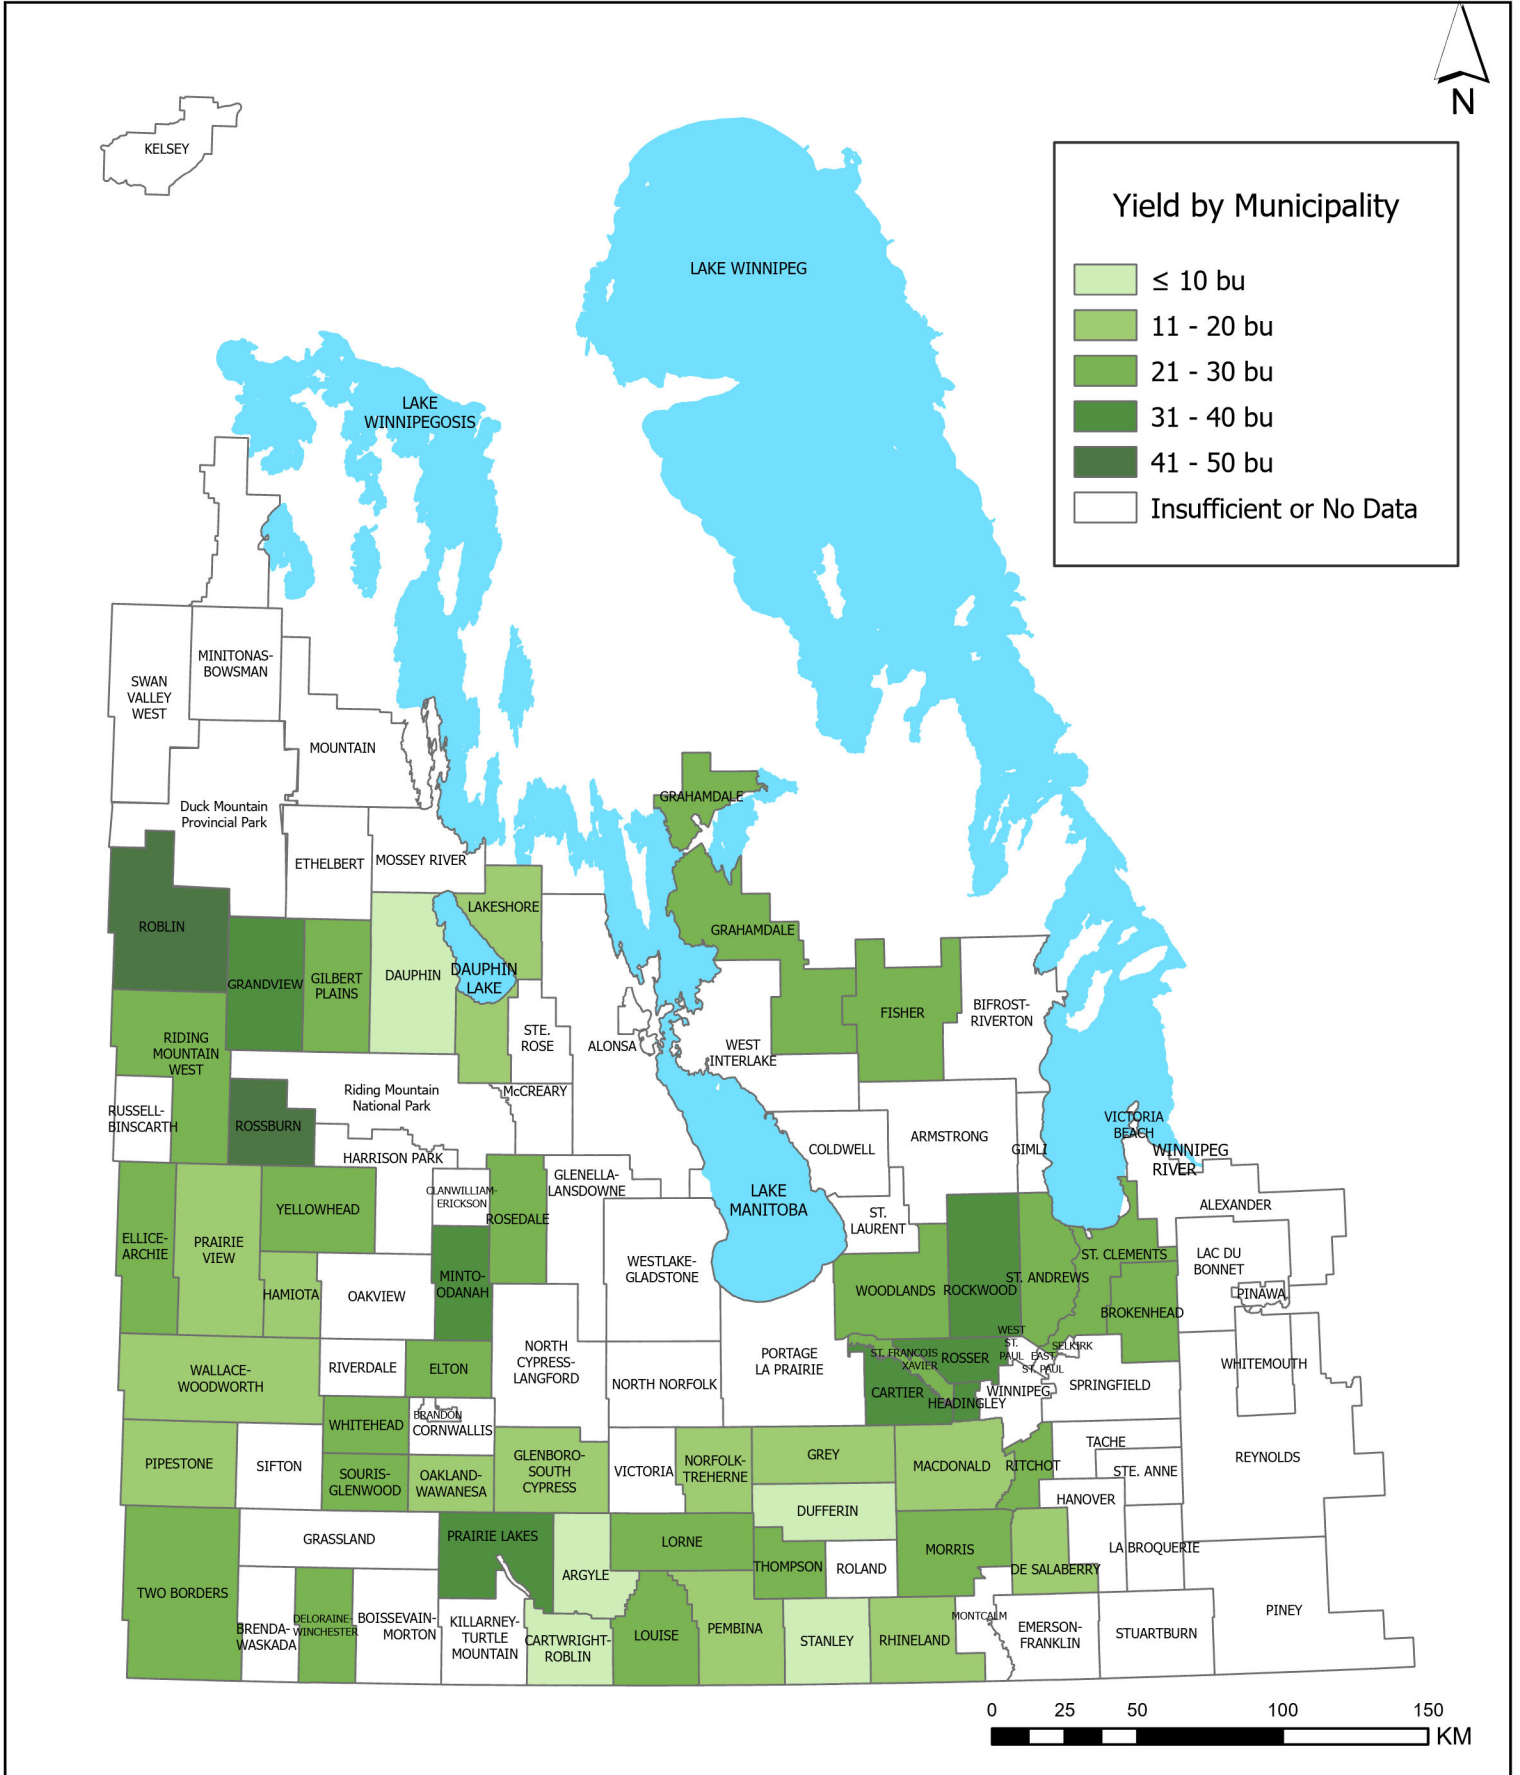 N
KELSEY
Yield by Municipality
≤ 10 bu
11 - 20 bu
21 - 30 bu
31 - 40 bu
41 - 50 bu
Insufficient or No Data
LAKE WINNIPEG
LAKE
WINNIPEGOSIS
MINITONAS-
BOWSMAN
SWAN
VALLEY
WEST
MOUNTAIN
Duck Mountain
Provincial Park
GRAHAMDALE
ETHELBERT
MOSSEY RIVER
LAKESHORE
ROBLIN
GRAHAMDALE
GRANDVIEW
GILBERT
PLAINS
DAUPHIN
DAUPHIN
LAKE
FISHER
BIFROST-
RIVERTON
RIDING
MOUNTAIN
WEST
STE.
ROSE
ALONSA
WEST
INTERLAKE
Riding Mountain
National Park
McCREARY
RUSSELL-
BINSCARTH
ROSSBURN
HARRISON PARK
COLDWELL
ARMSTRONG
GIMLI
VICTORIA
BEACH
WINNIPEG
RIVER
GLENELLA-
LANSDOWNE
CLANWILLIAM-
ERICKSON
LAKE
MANITOBA
ST.
LAURENT
ALEXANDER
YELLOWHEAD
ROSEDALE
ELLICE-
ARCHIE
PRAIRIE
VIEW
WESTLAKE-
GLADSTONE
ST. CLEMENTS
LAC DU
BONNET
MINTO-
ODANAH
HAMIOTA
OAKVIEW
WOODLANDS
ROCKWOOD
ST. ANDREWS
PINAWA
BROKENHEAD
NORTH
CYPRESS-
LANGFORD
WEST
ST.
PAUL
EAST
ST. PAUL
SELKIRK
WALLACE-
WOODWORTH
RIVERDALE
ELTON
NORTH NORFOLK
PORTAGE
LA PRAIRIE
ST. FRANCOIS
XAVIER
ROSSER
WHITEMOUTH
CARTIER
HEADINGLEY
WINNIPEG
SPRINGFIELD
WHITEHEAD
BRANDON
CORNWALLIS
PIPESTONE
SIFTON
SOURIS-
GLENWOOD
OAKLAND-
WAWANESA
GLENBORO-
SOUTH
CYPRESS
VICTORIA
NORFOLK-
TREHERNE
GREY
MACDONALD
RITCHOT
TACHE
STE. ANNE
REYNOLDS
HANOVER
DUFFERIN
GRASSLAND
PRAIRIE LAKES
LORNE
THOMPSON
ROLAND
MORRIS
LA BROQUERIE
DE SALABERRY
ARGYLE
TWO BORDERS
BRENDA-
WASKADA
DELORAINE-
WINCHESTER
BOISSEVAIN-
MORTON
KILLARNEY-
TURTLE
MOUNTAIN
CARTWRIGHT-
ROBLIN
LOUISE
PEMBINA
STANLEY
RHINELAND
MONTCALM
EMERSON-
FRANKLIN
STUARTBURN
PINEY
0 25 50 100 150
KM